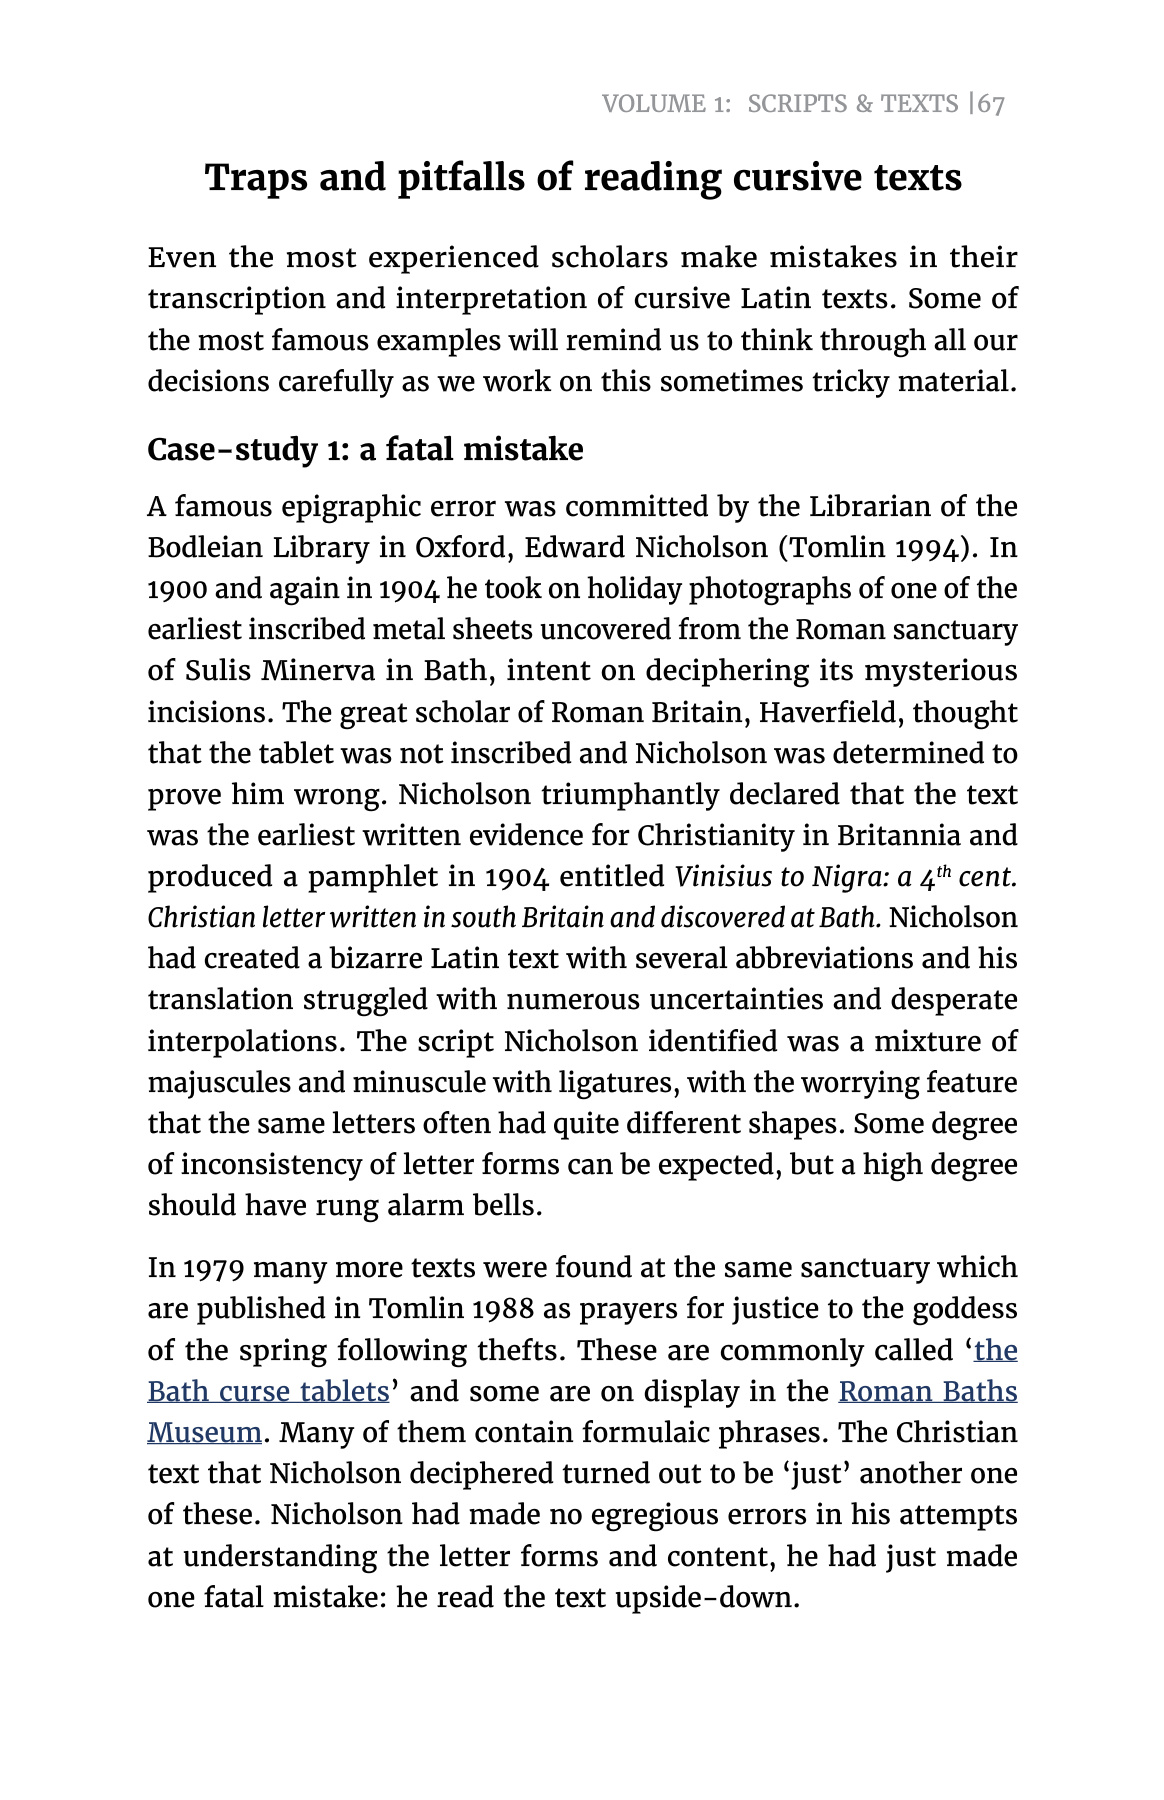 VOLUME 1: SCRIPTS & TEXTS |67
Traps and pitfalls of reading cursive texts
Even the most experienced scholars make mistakes in their
transcription and interpretation of cursive Latin texts. Some of
the most famous examples will remind us to think through all our
decisions carefully as we work on this sometimes tricky material.
Case-study 1: a fatal mistake
A famous epigraphic error was committed by the Librarian of the
Bodleian Library in Oxford, Edward Nicholson (Tomlin 1994). In
1900 and again in 1904 he took on holiday photographs of one of the
earliest inscribed metal sheets uncovered from the Roman sanctuary
of Sulis Minerva in Bath, intent on deciphering its mysterious
incisions. The great scholar of Roman Britain, Haverfield, thought
that the tablet was not inscribed and Nicholson was determined to
prove him wrong. Nicholson triumphantly declared that the text
was the earliest written evidence for Christianity in Britannia and
produced a pamphlet in 1904 entitled Vinisius to Nigra: a 4th cent.
Christian letter written in south Britain and discovered at Bath. Nicholson
had created a bizarre Latin text with several abbreviations and his
translation struggled with numerous uncertainties and desperate
interpolations. The script Nicholson identified was a mixture of
majuscules and minuscule with ligatures, with the worrying feature
that the same letters often had quite different shapes. Some degree
of inconsistency of letter forms can be expected, but a high degree
should have rung alarm bells.
In 1979 many more texts were found at the same sanctuary which
are published in Tomlin 1988 as prayers for justice to the goddess
of the spring following thefts. These are commonly called ‘the
Bath curse tablets’ and some are on display in the Roman Baths
Museum. Many of them contain formulaic phrases. The Christian
text that Nicholson deciphered turned out to be ‘just’ another one
of these. Nicholson had made no egregious errors in his attempts
at understanding the letter forms and content, he had just made
one fatal mistake: he read the text upside-down.